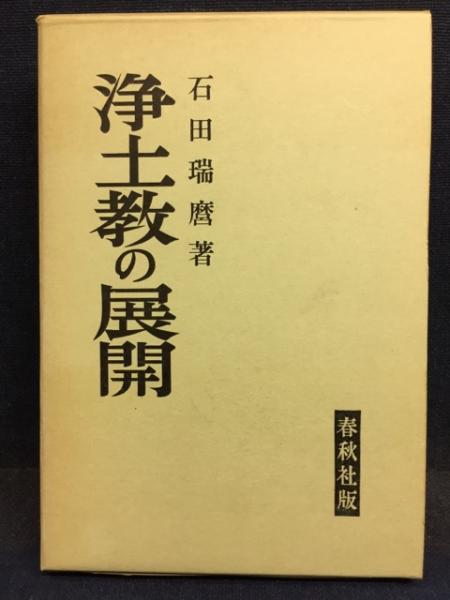 石田瑞麿著
浄土教の展開
春秋社版